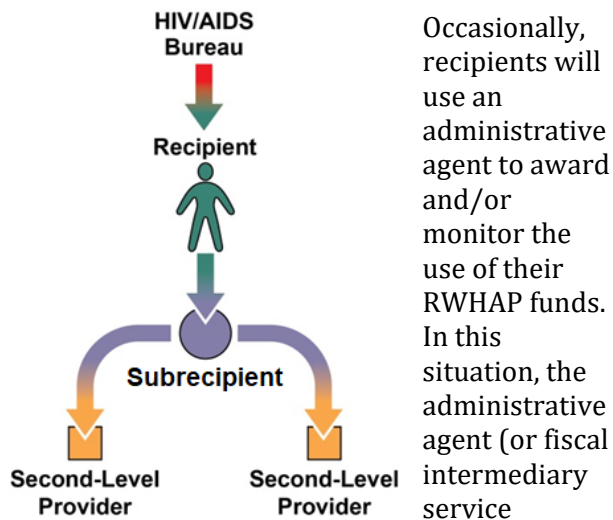 HIV/AIDS
Bureau
Recipient
Subrecipient
Second-Level
Provider
Second-Level
Provider
Occasionally,
recipients will
use an
administrative
agent to award
and/or
monitor the
use of their
RWHAP funds.
In this
situation, the
administrative
agent (or fiscal
intermediary
service